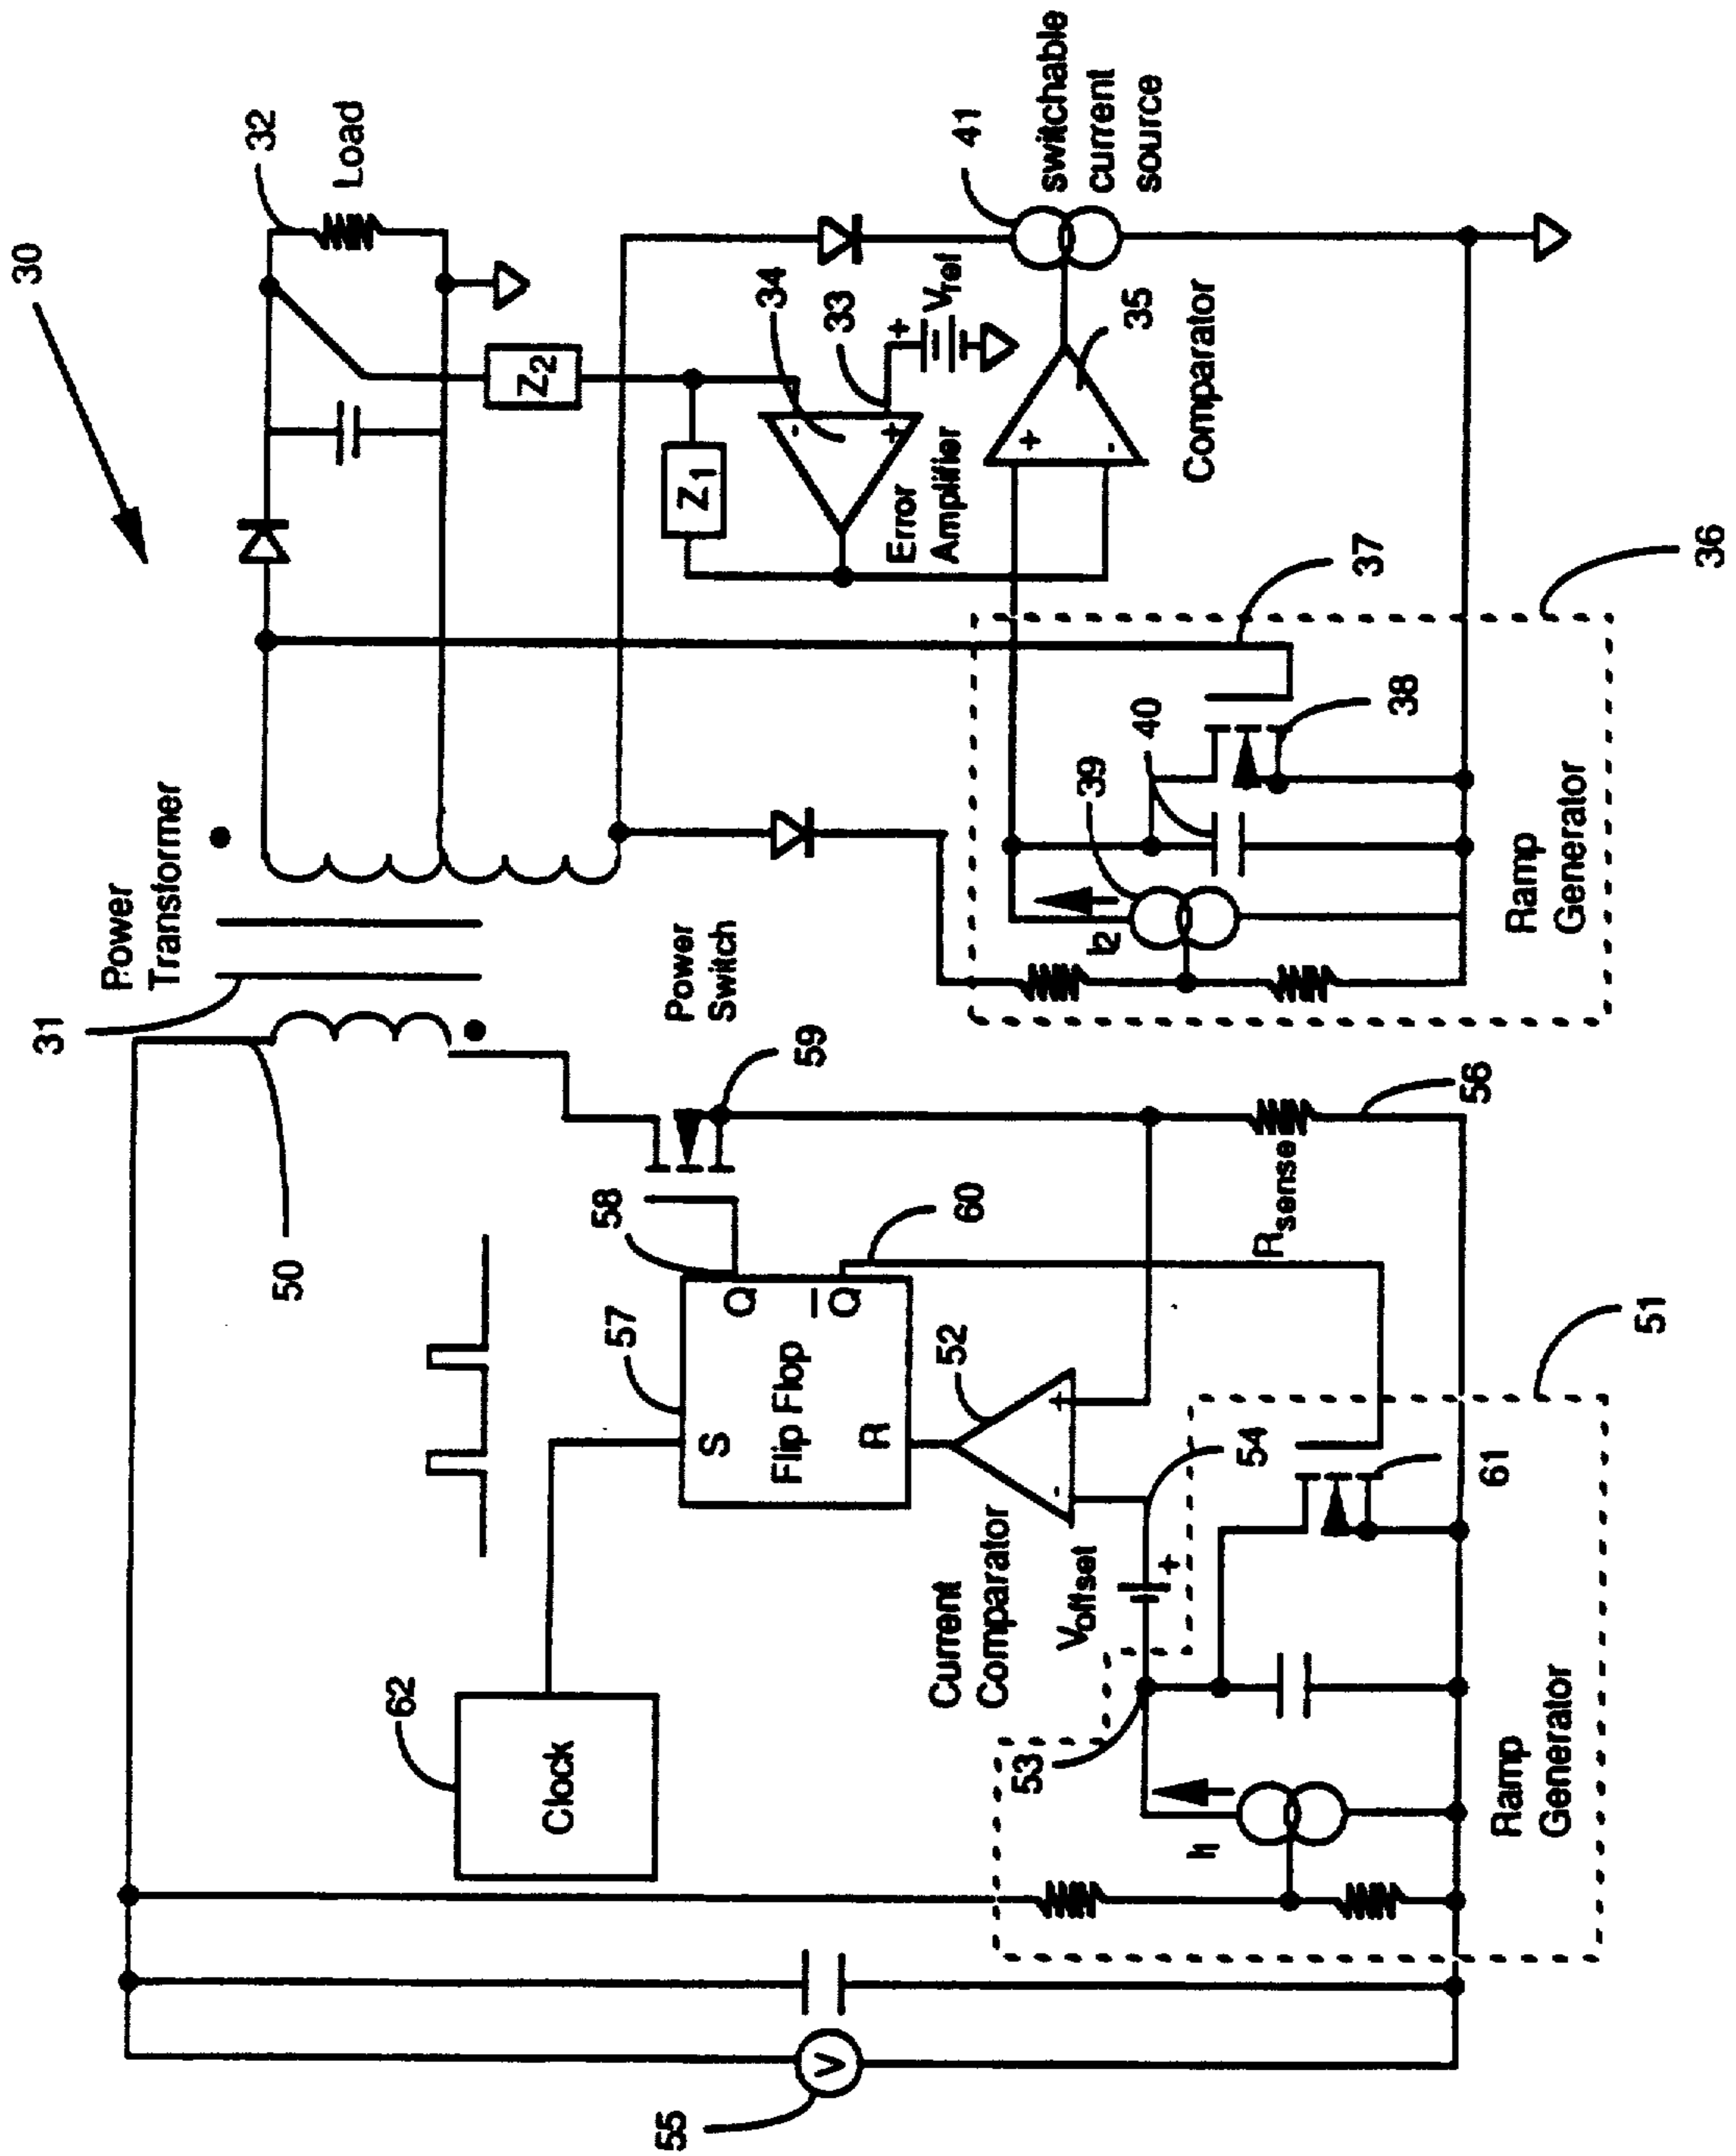 30
Power
Transformer
31
32
Load
Z2
Z1
34
33
Vref
+
-
+
Error
Amplifier
41
switchable
current
source
+
-
35
Comparator
37
36
38
40
39
I2
Ramp
Generator
50
Power
Switch
59
58
60
57
S
Q
Q
R
Flip Flop
52
+
-
Current
Comparator
Voffset
+
54
53
Rsense
56
51
61
62
Clock
I1
Ramp
Generator
V
55